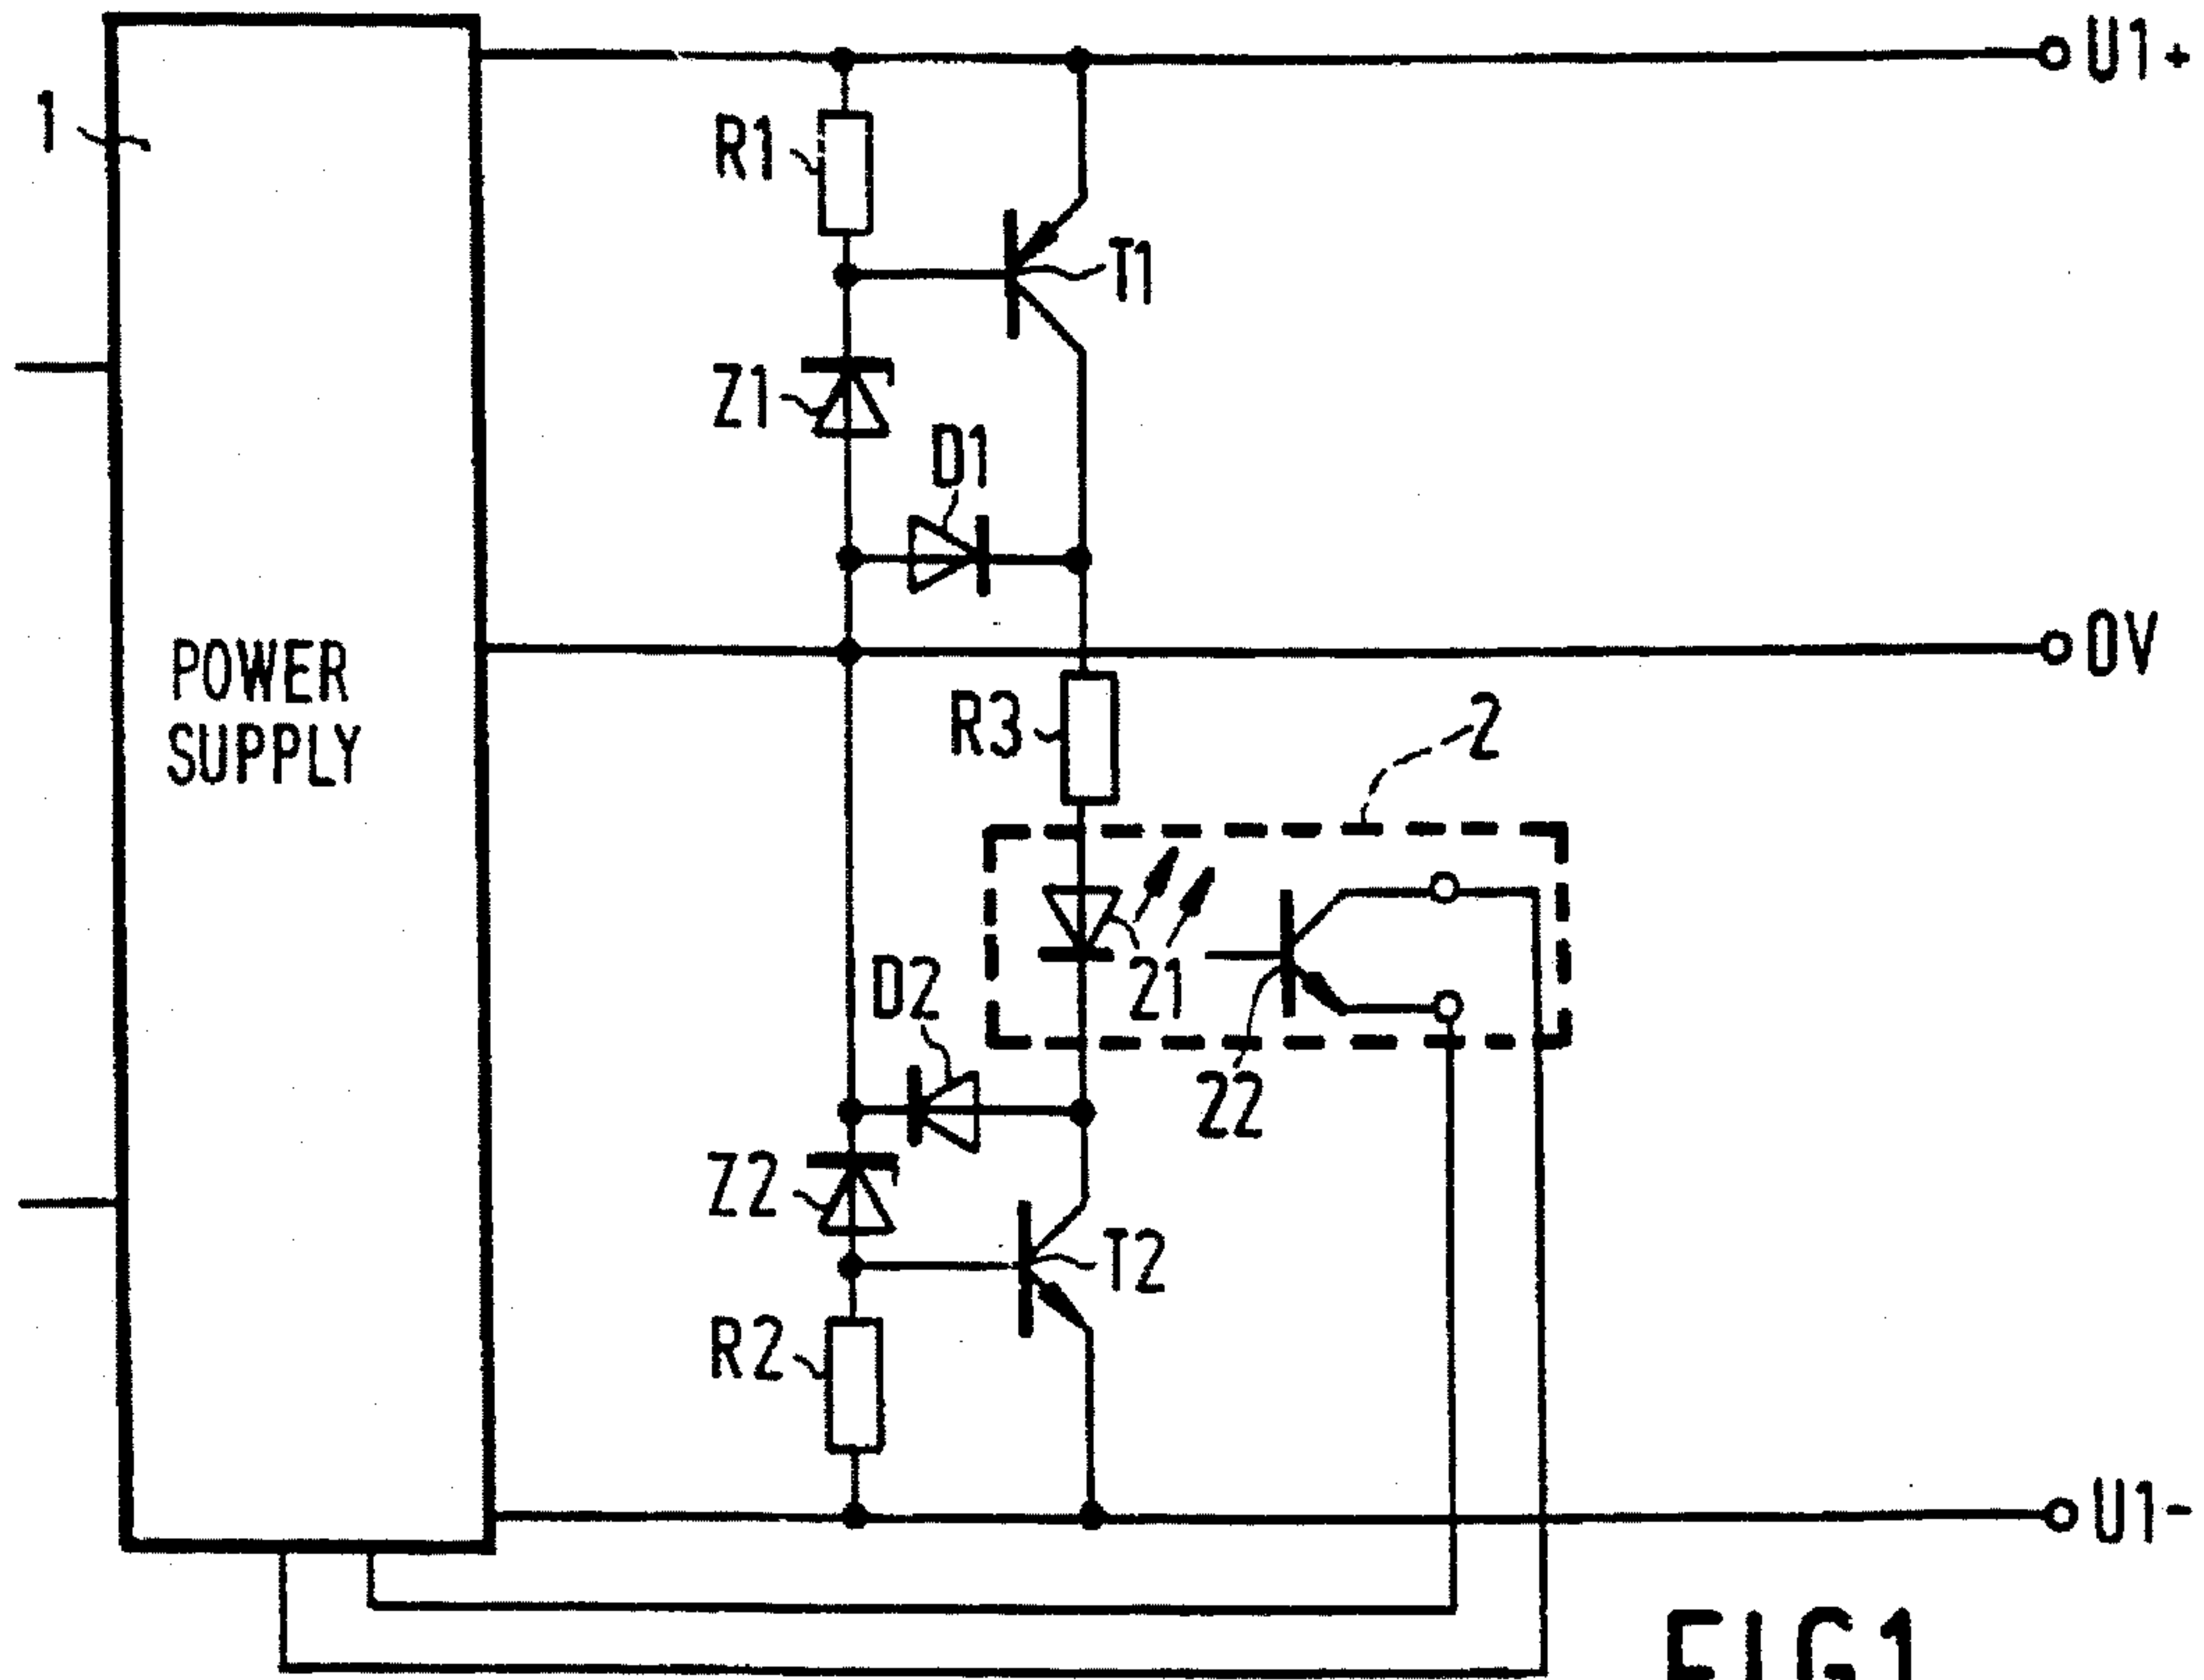 U1+
1
R1
T1
Z1
D1
POWER
SUPPLY
0V
R3
2
21
D2
22
Z2
T2
R2
U1-
FIG1